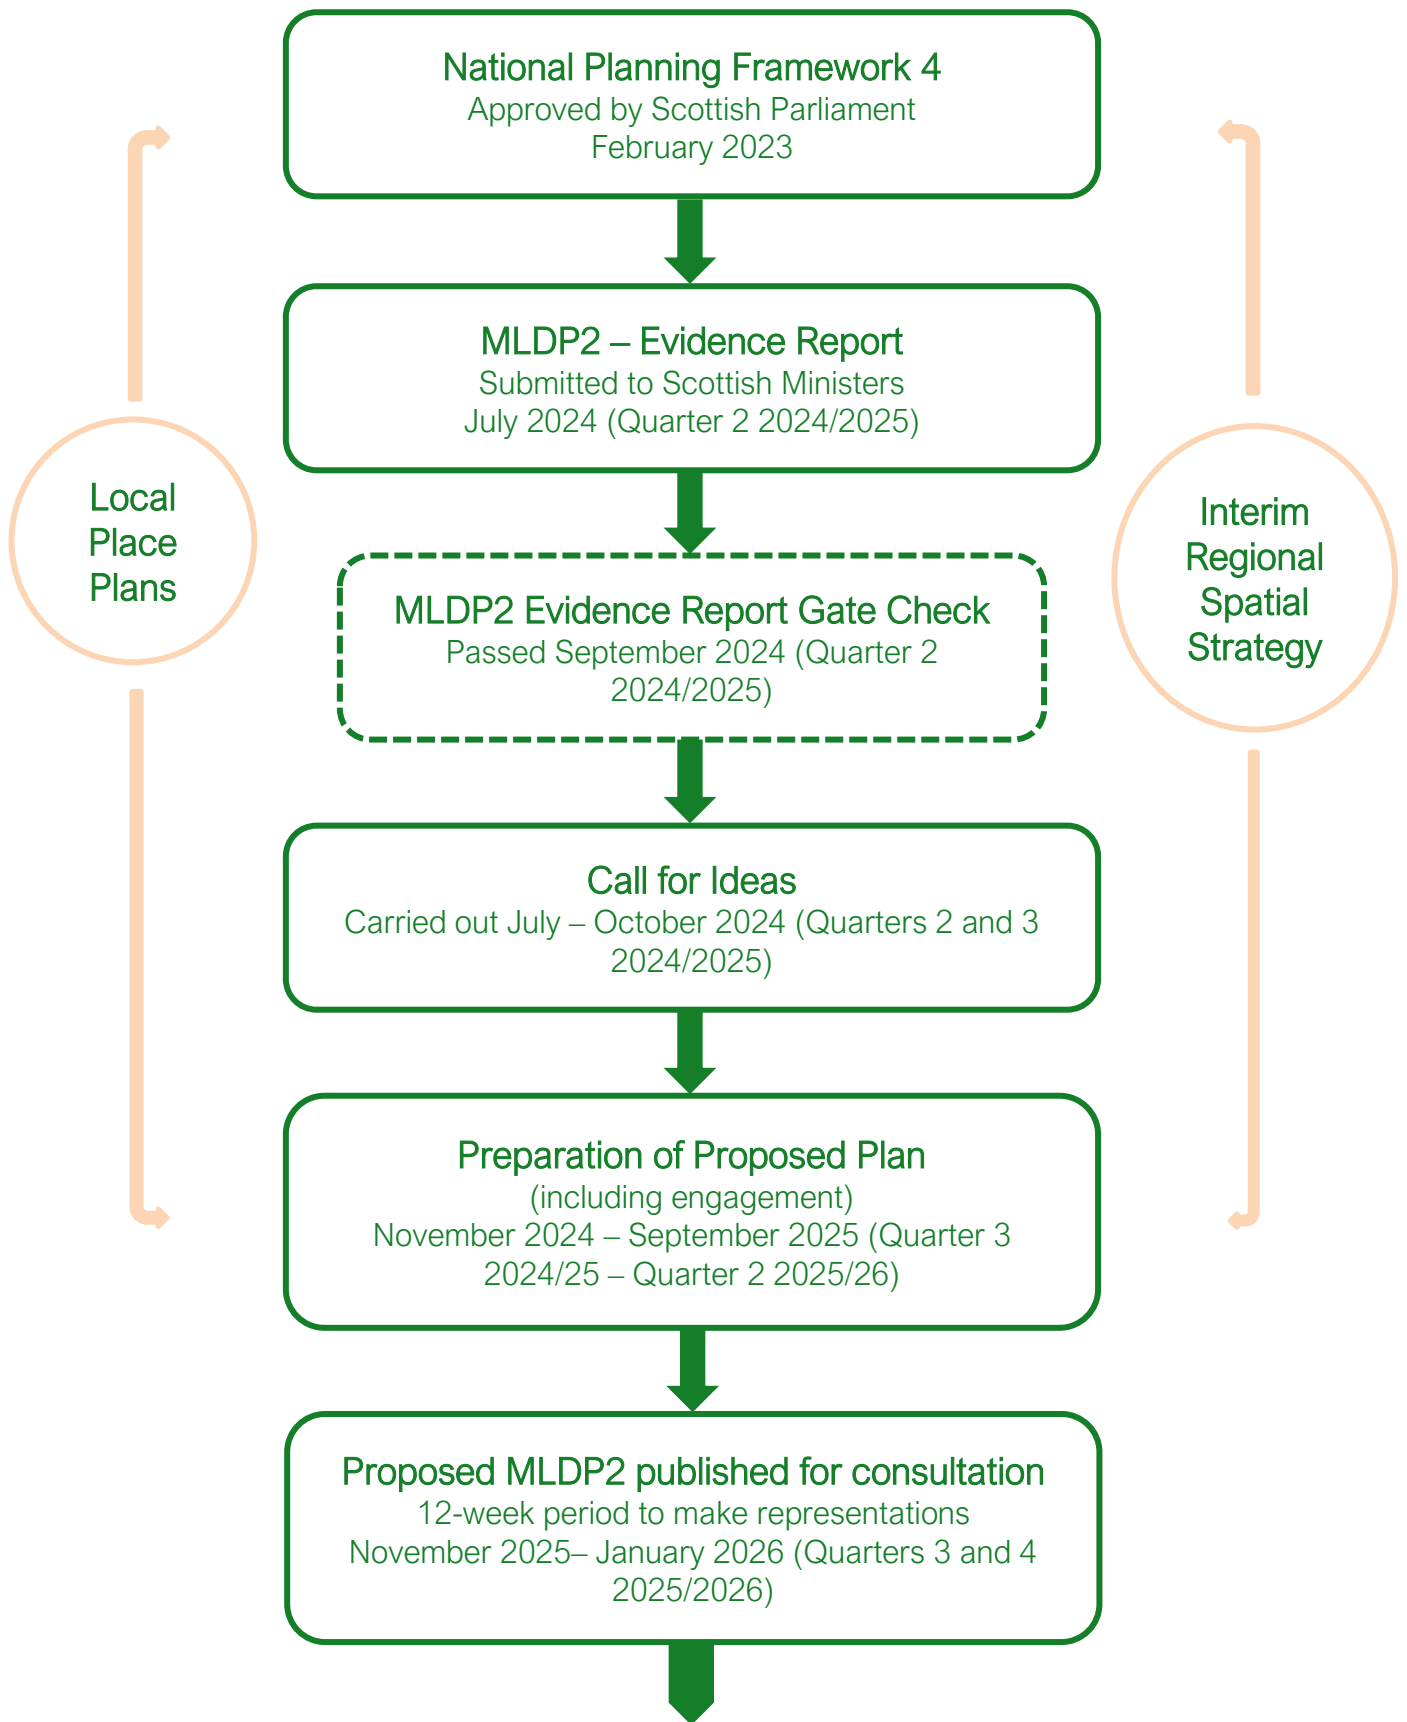 National Planning Framework 4
Approved by Scottish Parliament
February 2023
MLDP2 – Evidence Report
Submitted to Scottish Ministers
July 2024 (Quarter 2 2024/2025)
Local
Place
Plans
Interim
Regional
Spatial
Strategy
MLDP2 Evidence Report Gate Check
Passed September 2024 (Quarter 2
2024/2025)
Call for Ideas
Carried out July – October 2024 (Quarters 2 and 3
2024/2025)
Preparation of Proposed Plan
(including engagement)
November 2024 – September 2025 (Quarter 3
2024/25 – Quarter 2 2025/26)
Proposed MLDP2 published for consultation
12-week period to make representations
November 2025– January 2026 (Quarters 3 and 4
2025/2026)